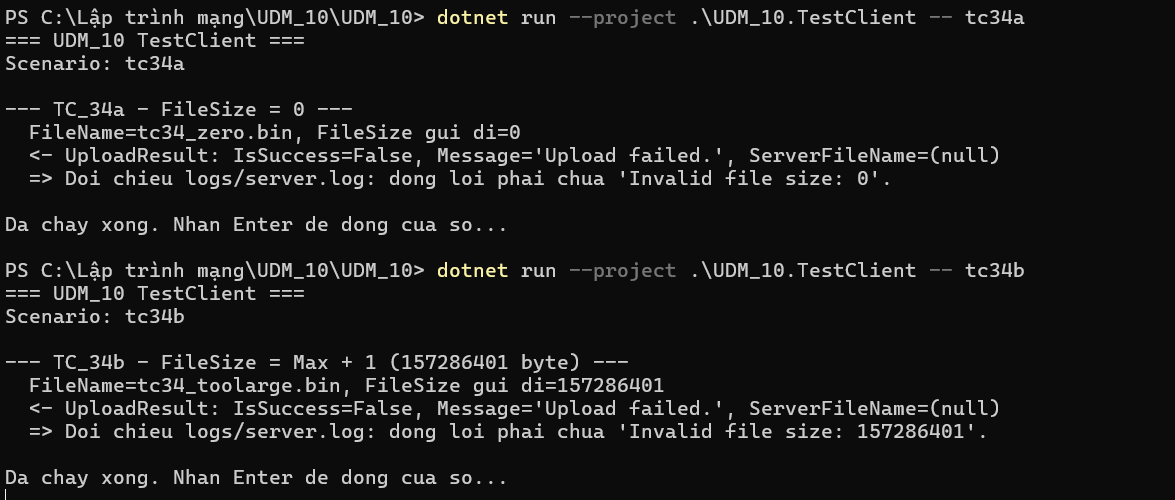 PS C:\Lập trình mạng\UDM_10\UDM_10> dotnet run --project .\UDM_10.TestClient -- tc34a
=== UDM_10 TestClient ===
Scenario: tc34a
--- TC_34a - FileSize = 0 ---
FileName=tc34_zero.bin, FileSize gui di=0
<- UploadResult: IsSuccess=False, Message='Upload failed.', ServerFileName=(null)
=> Doi chieu logs/server.log: dong loi phai chua 'Invalid file size: 0'.
Da chay xong. Nhan Enter de dong cua so...
PS C:\Lập trình mạng\UDM_10\UDM_10> dotnet run --project .\UDM_10.TestClient -- tc34b
=== UDM_10 TestClient ===
Scenario: tc34b
--- TC_34b - FileSize = Max + 1 (157286401 byte) ---
FileName=tc34_toolarge.bin, FileSize gui di=157286401
<- UploadResult: IsSuccess=False, Message='Upload failed.', ServerFileName=(null)
=> Doi chieu logs/server.log: dong loi phai chua 'Invalid file size: 157286401'.
Da chay xong. Nhan Enter de dong cua so...